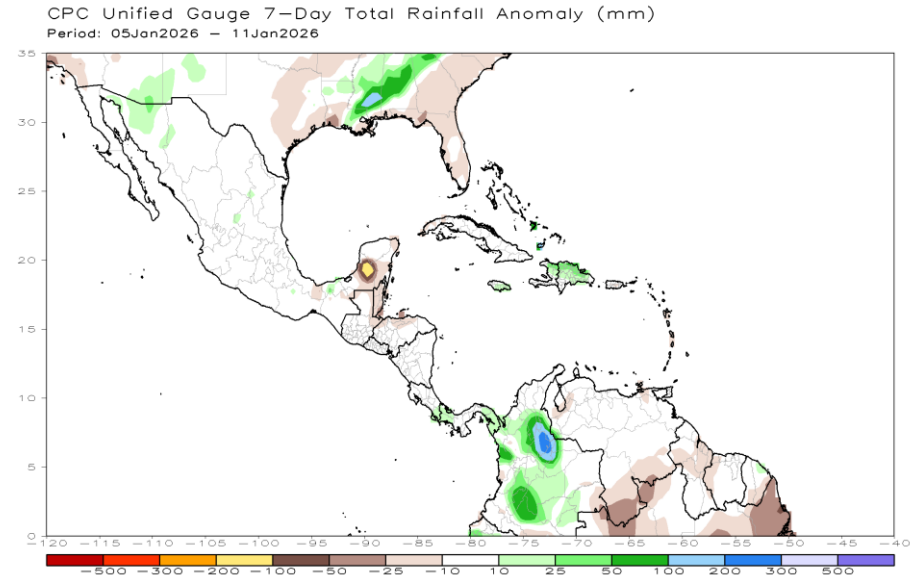 CPC Unified Gauge 7-Day Total Rainfall Anomaly (mm)
Period: 05Jan2026 - 11Jan2026
35
30
25
20
15
10
5
0
-120 -115 -110 -105 -100 -95 -90 -85 -80 -75 -70 -65 -60 -55 -50 -45 -40
-500 -300 -200 -100 -50 -25 -10 10 25 50 100 200 300 500